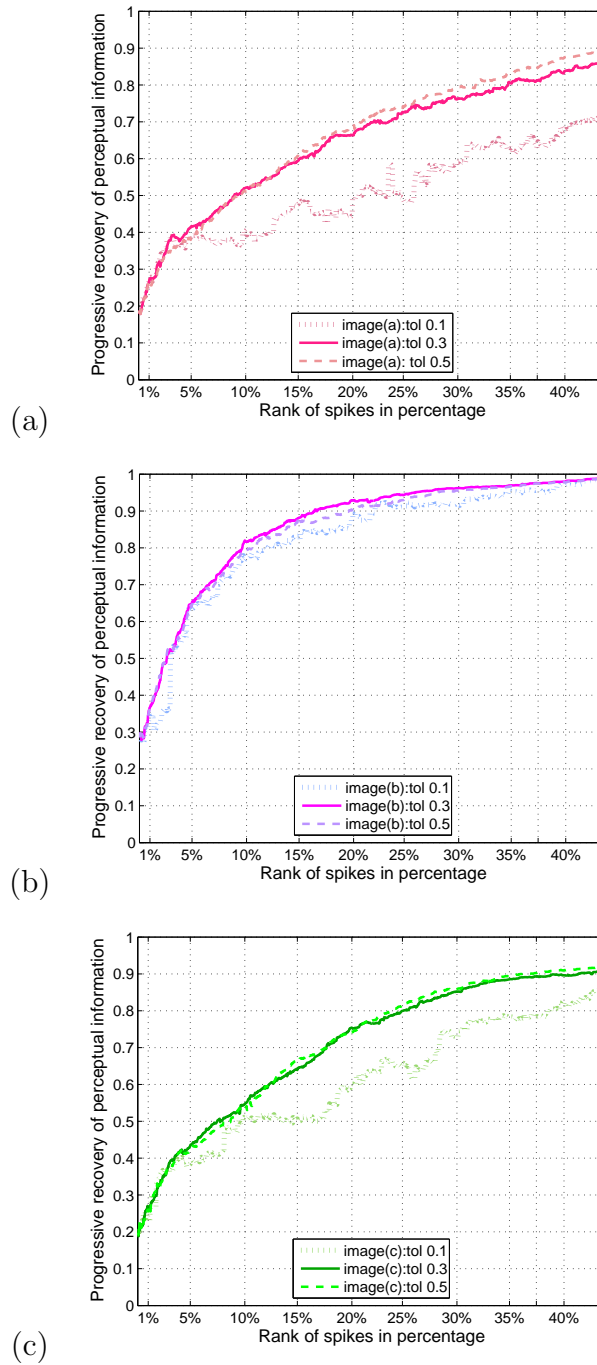 1
0.9
0.8
0.7
0.6
0.5
0.4
0.3
0.2
0.1
0
Progressive recovery of perceptual information
image(a):tol 0.1
image(a):tol 0.3
image(a): tol 0.5
1% 5% 10% 15% 20% 25% 30% 35% 40%
Rank of spikes in percentage
(a)
1
0.9
0.8
0.7
0.6
0.5
0.4
0.3
0.2
0.1
0
Progressive recovery of perceptual information
image(b):tol 0.1
image(b):tol 0.3
image(b):tol 0.5
1% 5% 10% 15% 20% 25% 30% 35% 40%
Rank of spikes in percentage
(b)
1
0.9
0.8
0.7
0.6
0.5
0.4
0.3
0.2
0.1
0
Progressive recovery of perceptual information
image(c):tol 0.1
image(c):tol 0.3
image(c):tol 0.5
1% 5% 10% 15% 20% 25% 30% 35% 40%
Rank of spikes in percentage
(c)